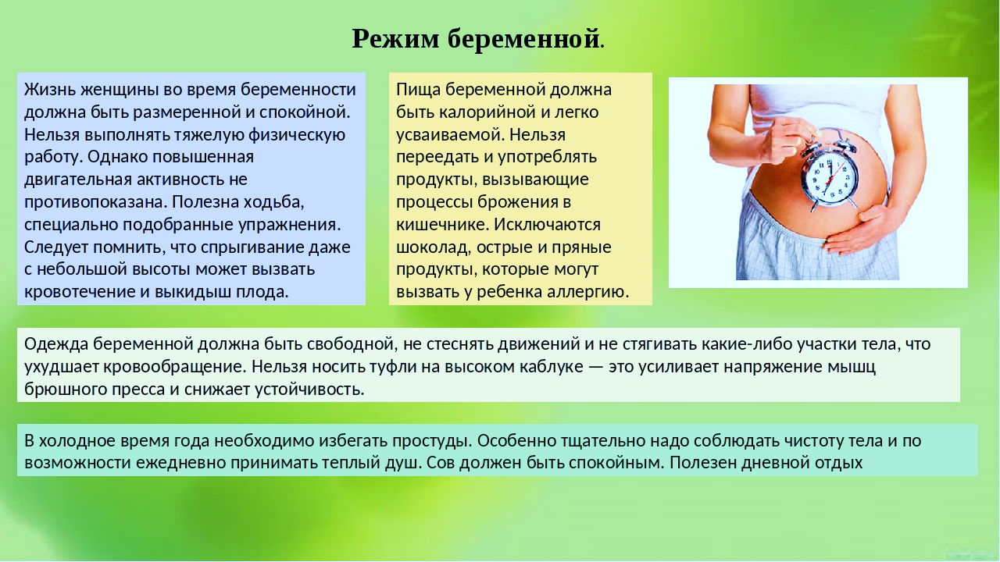 Режим беременной.
Жизнь женщины во время беременности
должна быть размеренной и спокойной.
Нельзя выполнять тяжелую физическую
работу. Однако повышенная
двигательная активность не
противопоказана. Полезна ходьба,
специально подобранные упражнения.
Следует помнить, что спрыгивание даже
с небольшой высоты может вызвать
кровотечение и выкидыш плода.
Пища беременной должна
быть калорийной и легко
усваиваемой. Нельзя
переедать и употреблять
продукты, вызывающие
процессы брожения в
кишечнике. Исключаются
шоколад, острые и пряные
продукты, которые могут
вызвать у ребенка аллергию.
Одежда беременной должна быть свободной, не стеснять движений и не стягивать какие-либо участки тела, что
ухудшает кровообращение. Нельзя носить туфли на высоком каблуке — это усиливает напряжение мышц
брюшного пресса и снижает устойчивость.
В холодное время года необходимо избегать простуды. Особенно тщательно надо соблюдать чистоту тела и по
возможности ежедневно принимать теплый душ. Сов должен быть спокойным. Полезен дневной отдых